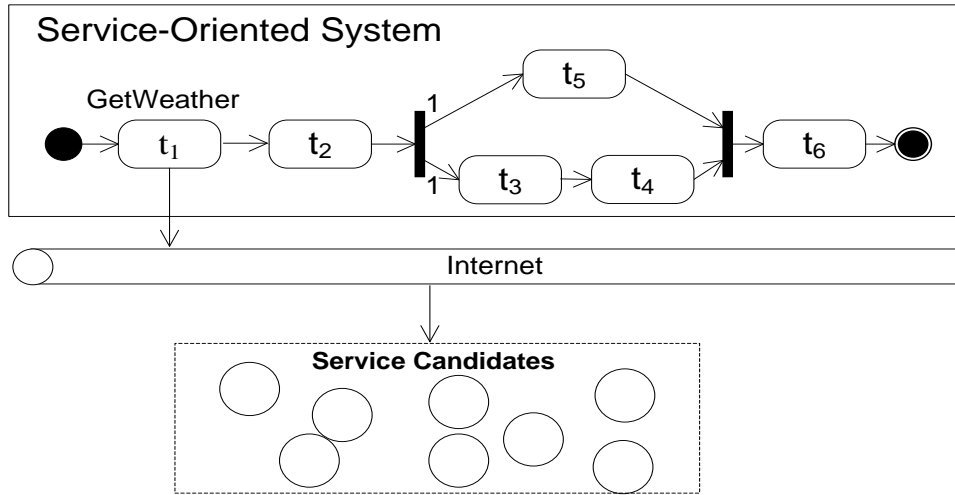 Service-Oriented System
t5
GetWeather
1
t1
t2
t6
1
t3
t4
Internet
Service Candidates